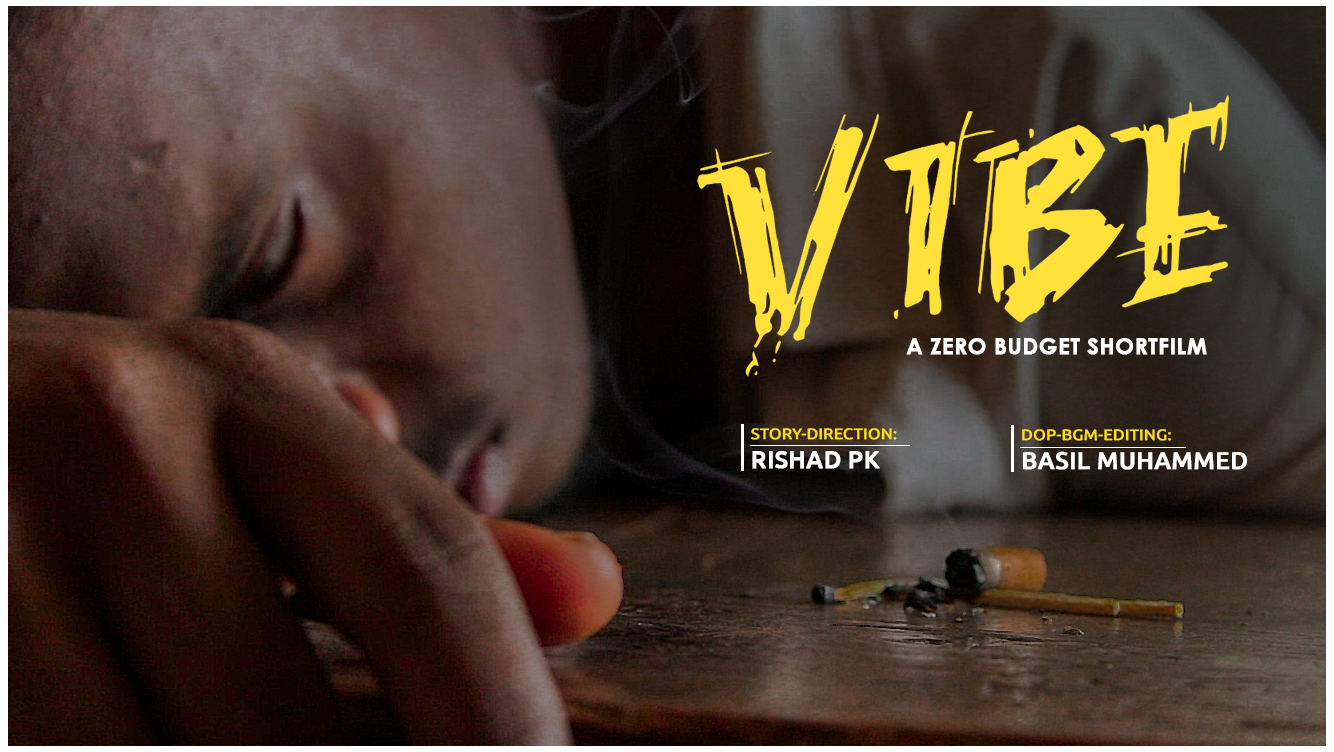 VIBE
A ZERO BUDGET SHORTFILM
STORY-DIRECTION:
RISHAD PK
DOP-BGM-EDITING:
BASIL MUHAMMED